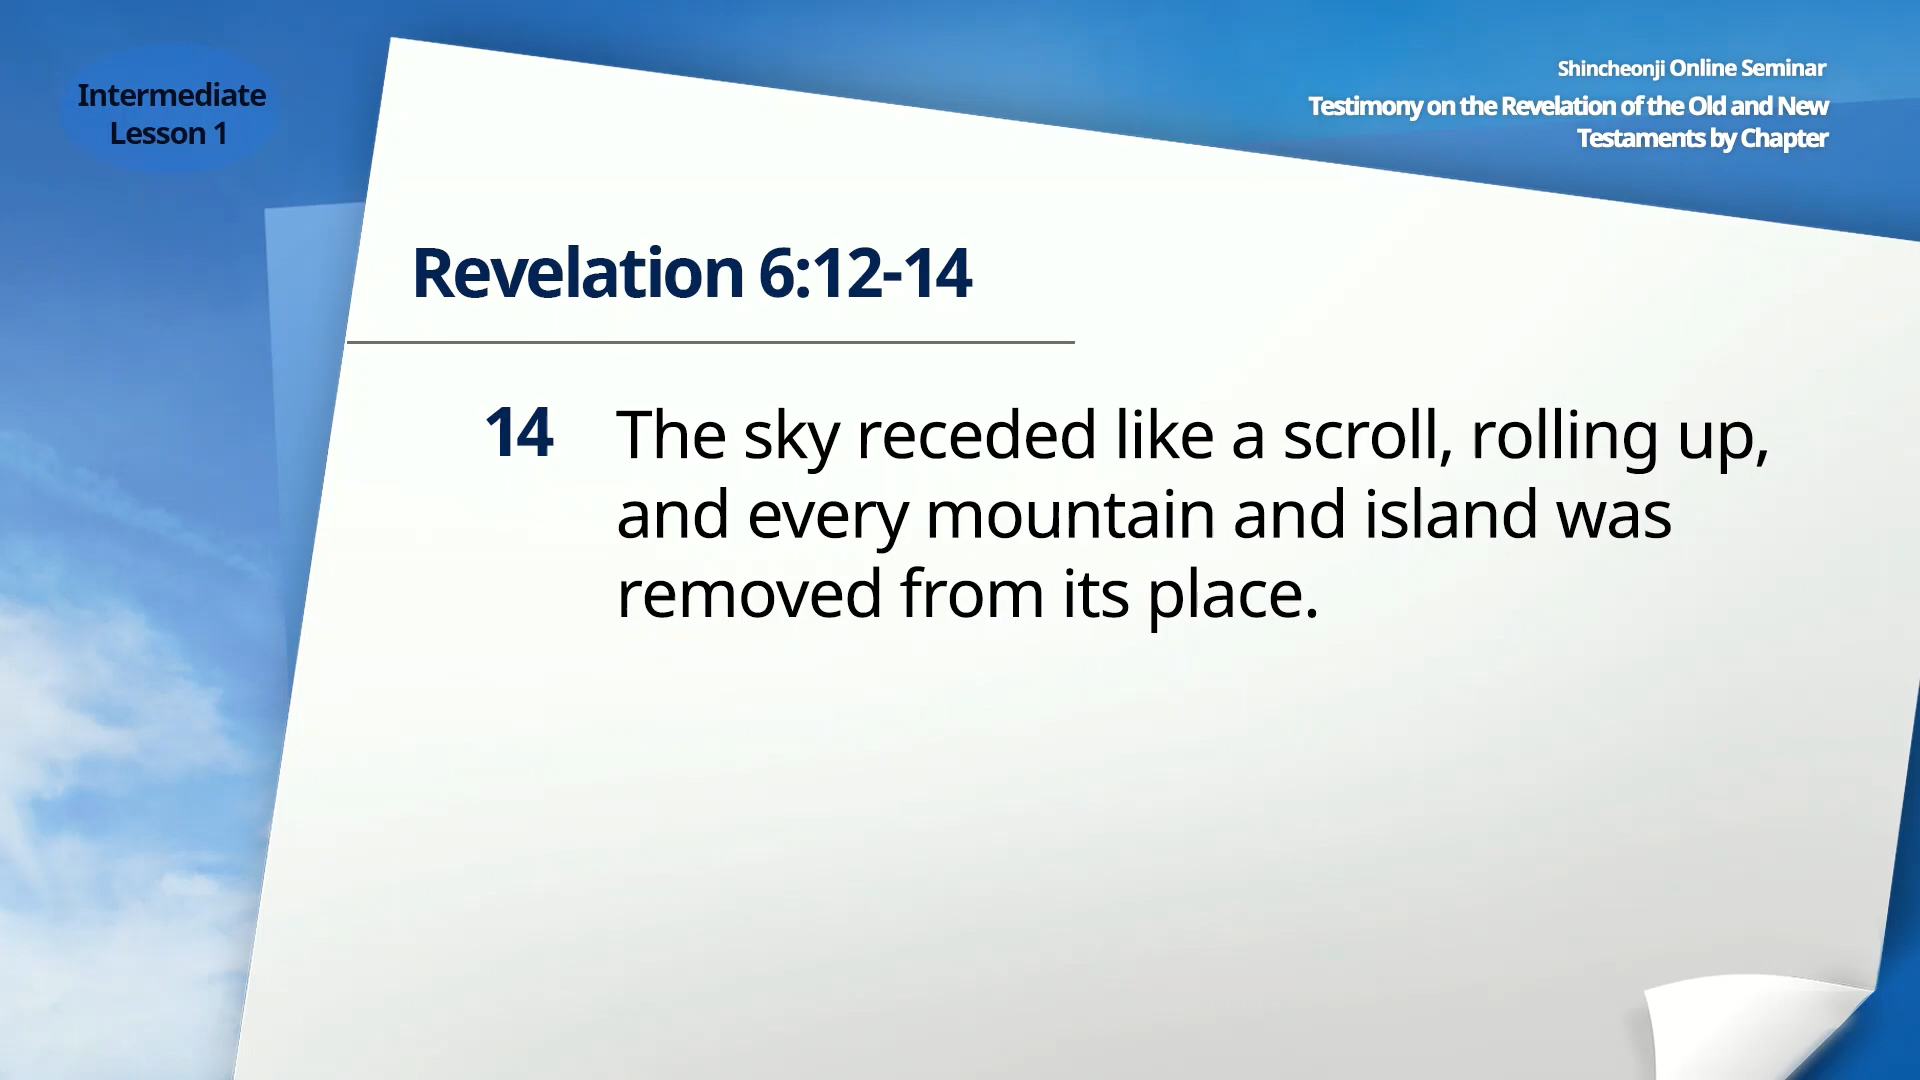 Intermediate
Lesson 1
Shincheonji Online Seminar
Testimony on the Revelation of the Old and New
Testaments by Chapter
Revelation 6:12-14
14 The sky receded like a scroll, rolling up,
and every mountain and island was
removed from its place.